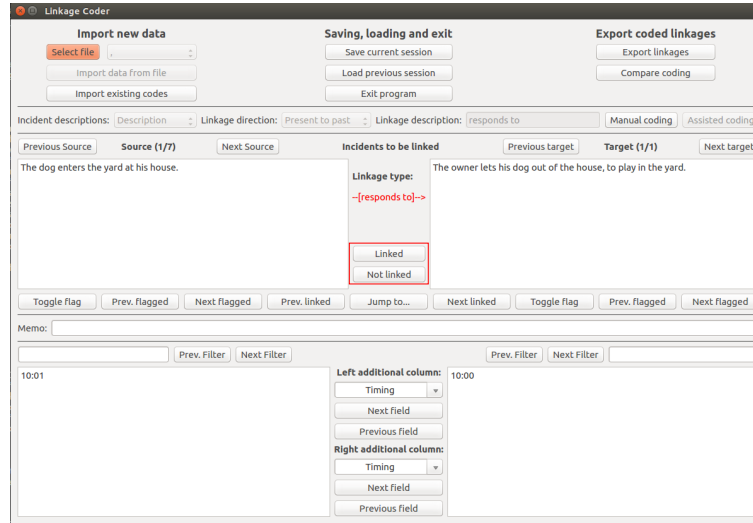 Linkage Coder
Import new data Saving, loading and exit Export coded linkages
Select file , Save current session Export linkages
Import data from file Load previous session Compare coding
Import existing codes Exit program
Incident descriptions: Description Linkage direction: Present to past Linkage description: responds to Manual coding Assisted coding
Previous Source Source (1/7) Next Source Incidents to be linked Previous target Target (1/1) Next target
The dog enters the yard at his house. Linkage type: The owner lets his dog out of the house, to play in the yard.
--[responds to]-->
Linked
Not linked
Toggle flag Prev. flagged Next flagged Prev. linked Jump to... Next linked Toggle flag Prev. flagged Next flagged
Memo:
Prev. Filter Next Filter Prev. Filter Next Filter
10:01 Left additional column: 10:00
Timing
Next field
Previous field
Right additional column:
Timing
Next field
Previous field